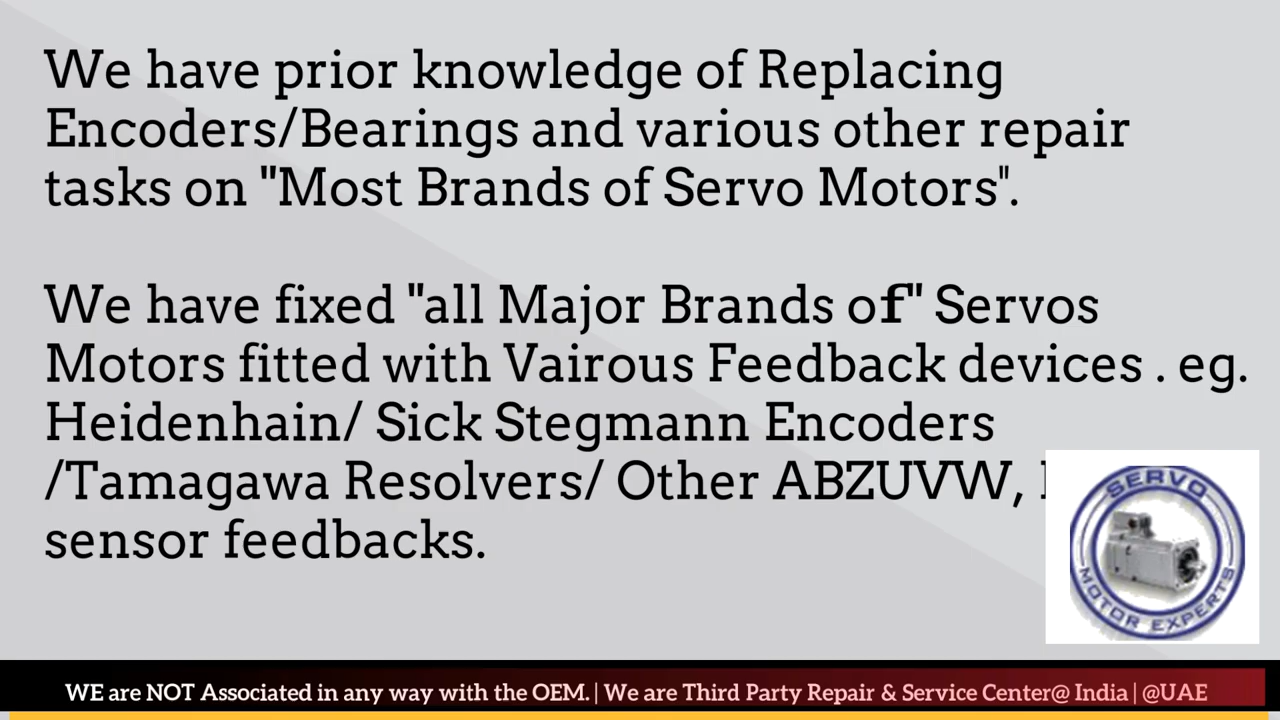 We have prior knowledge of Replacing
Encoders/Bearings and various other repair
tasks on "Most Brands of Servo Motors".
We have fixed "all Major Brands of" Servos
Motors fitted with Vairous Feedback devices . eg.
Heidenhain/ Sick Stegmann Encoders
/Tamagawa Resolvers/ Other ABZUVW,
sensor feedbacks.
SERVO
MOTOR EXPERTS
WE are NOT Associated in any way with the OEM. | We are Third Party Repair & Service Center@ India | @UAE